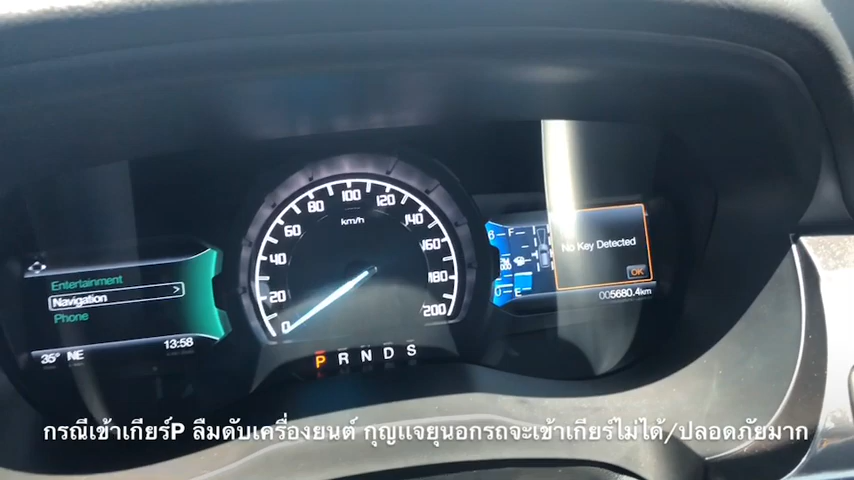 Entertainment
Navigation >
Phone
35° NE
13:58
0
20
40
60
80
100
120
140
160
180
200
km/h
P R N D S
F
E
No Key Detected
OK
005680.4km
กรณีเข้าเกียร์P ลืมดับเครื่องยนต์ กุญแจยุนอกรถจะเข้าเกียร์ไม่ได้/ปลอดภัยมาก